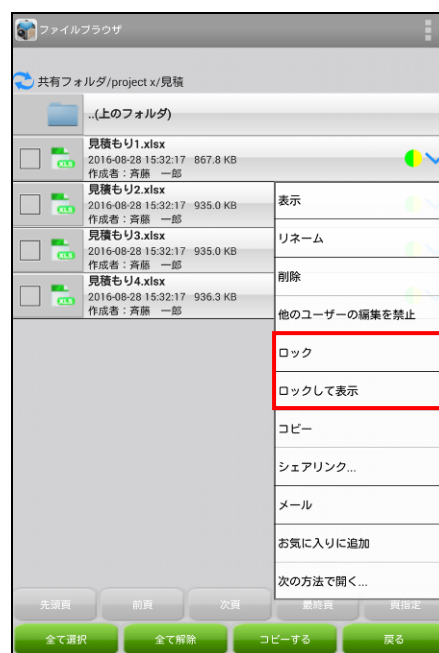 ファイルブラウザ
共有フォルダ/project x/見積
..(上のフォルダ)
見積もり1.xlsx
2016-08-28 15:32:17 867.8 KB
作成者：斉藤 一郎
見積もり2.xlsx
2016-08-28 15:32:17 935.0 KB
作成者：斉藤 一郎
見積もり3.xlsx
2016-08-28 15:32:17 935.0 KB
作成者：斉藤 一郎
見積もり4.xlsx
2016-08-28 15:32:17 936.3 KB
作成者：斉藤 一郎
XLS
XLS
XLS
XLS
表示
リネーム
削除
他のユーザーの編集を禁止
ロック
ロックして表示
コピー
シェアリンク...
メール
お気に入りに追加
次の方法で開く...
先頭頁 前頁 次頁 最終頁 頁指定
全て選択 全て解除 コピーする 戻る